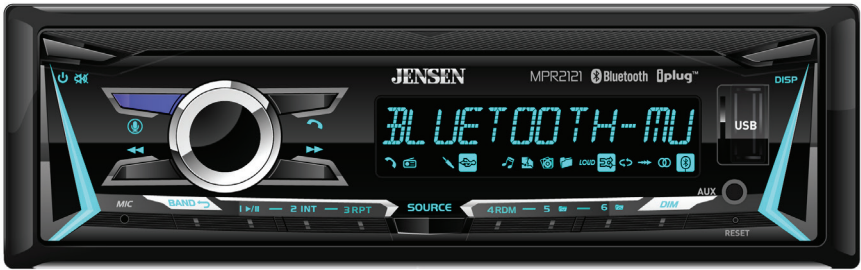 JENSEN MPR2121 Bluetooth iplug™
DISP
BLUETOOTH-MU
USB
LOUD
AUX
MIC BAND 1 2 INT 3 RPT SOURCE 4 RDM 5 6 DIM
RESET